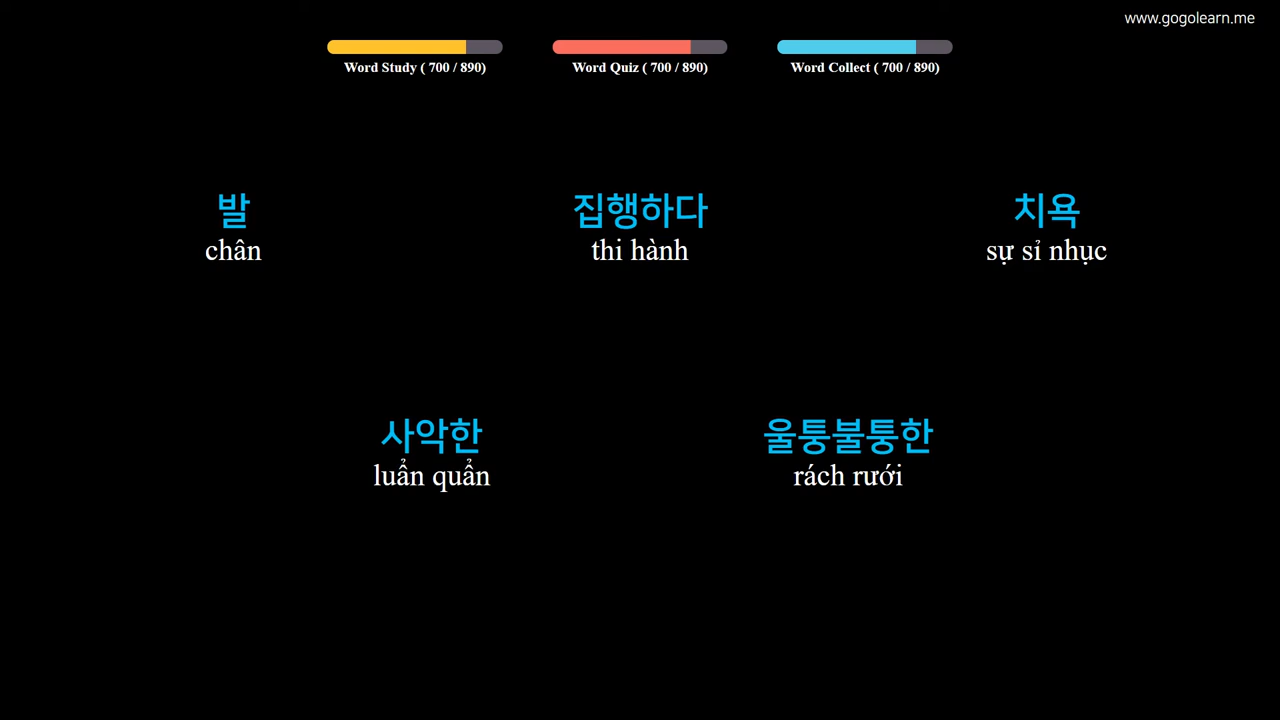 www.gogolearn.me
Word Study ( 700 / 890)
Word Quiz ( 700 / 890)
Word Collect ( 700 / 890)
발
chân
집행하다
thi hành
치욕
sự sỉ nhục
사악한
luẩn quẩn
울퉁불퉁한
rách rưới